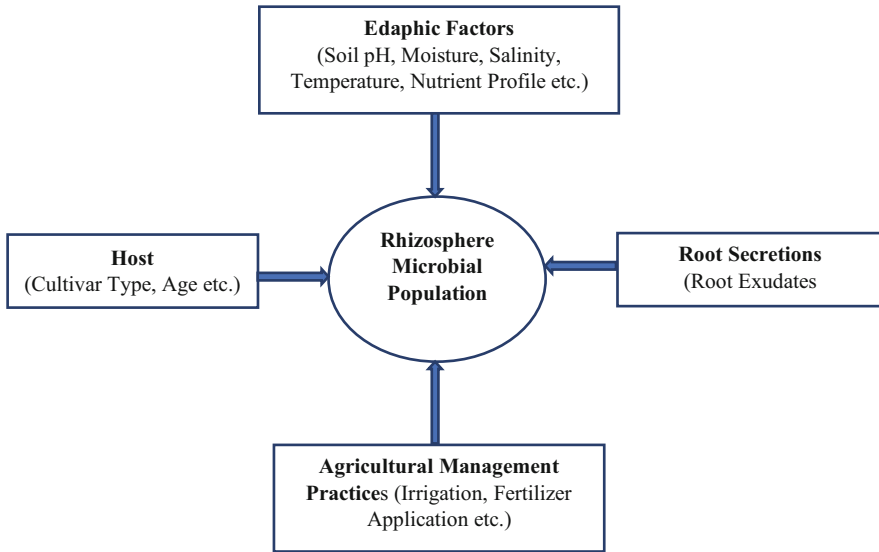 Edaphic Factors
(Soil pH, Moisture, Salinity,
Temperature, Nutrient Profile etc.)
Host
(Cultivar Type, Age etc.)
Rhizosphere
Microbial
Population
Root Secretions
(Root Exudates
Agricultural Management
Practices (Irrigation, Fertilizer
Application etc.)